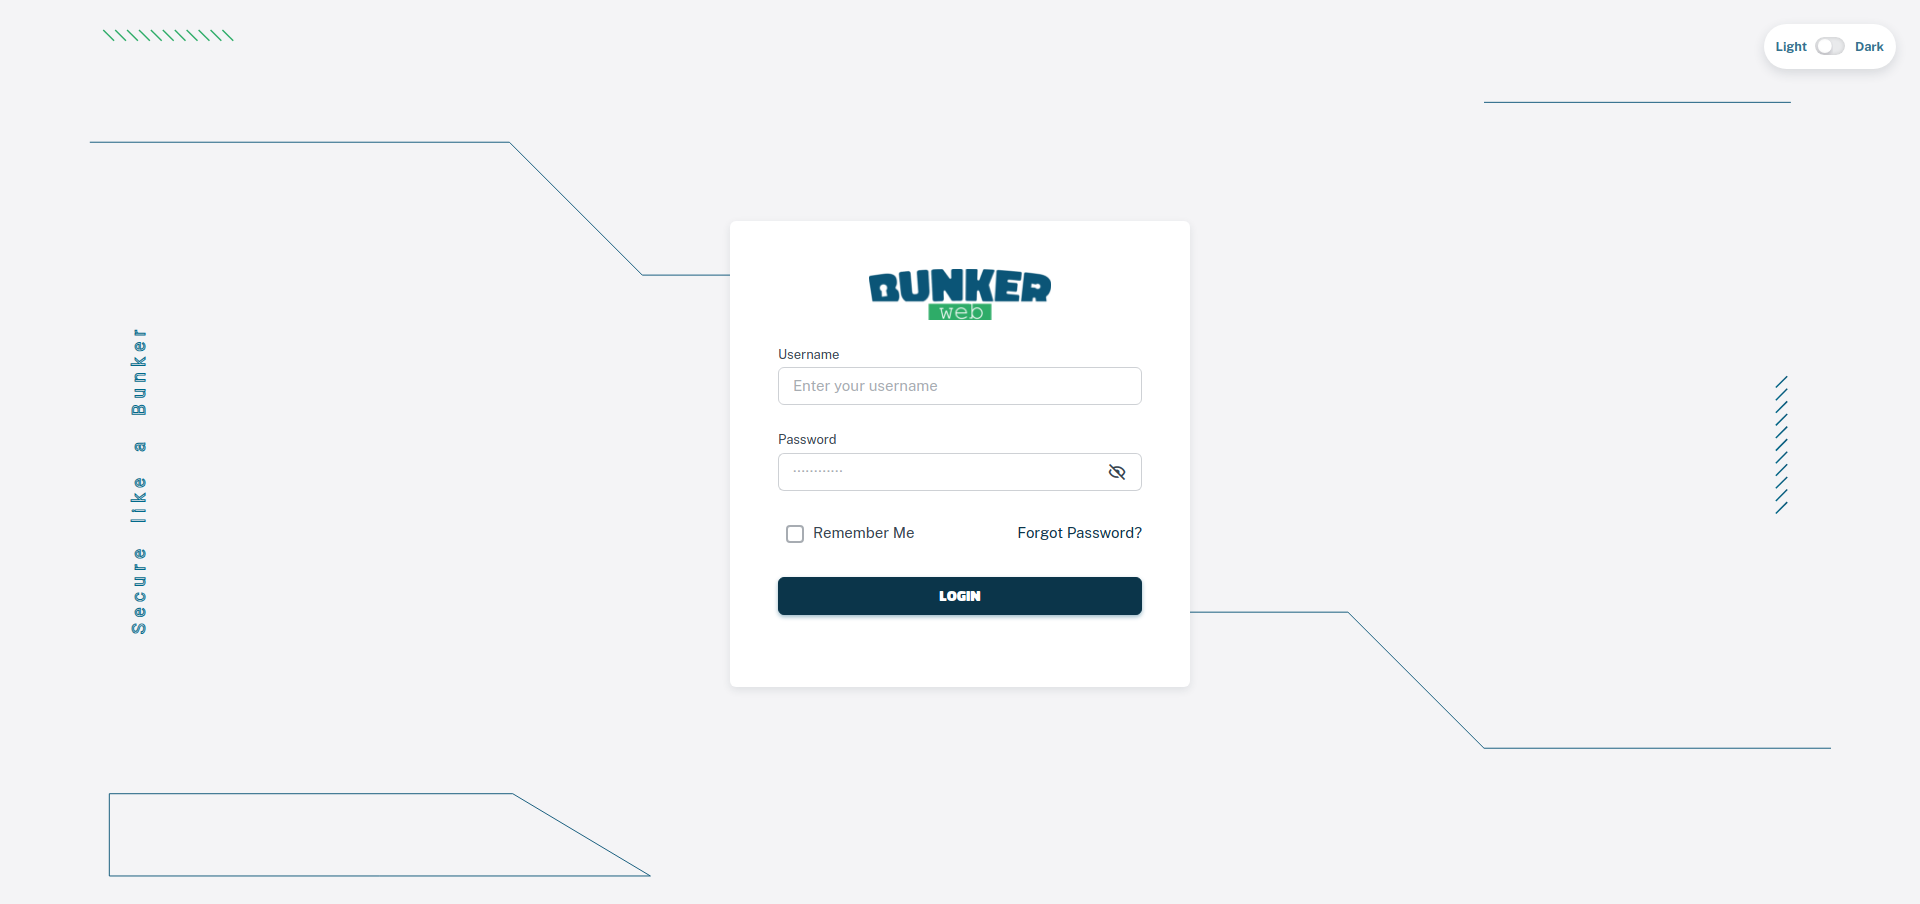 Light
Dark
BUNKER
web
Username
Enter your username
Password
············
Remember Me
Forgot Password?
LOGIN
Secure like a Bunker